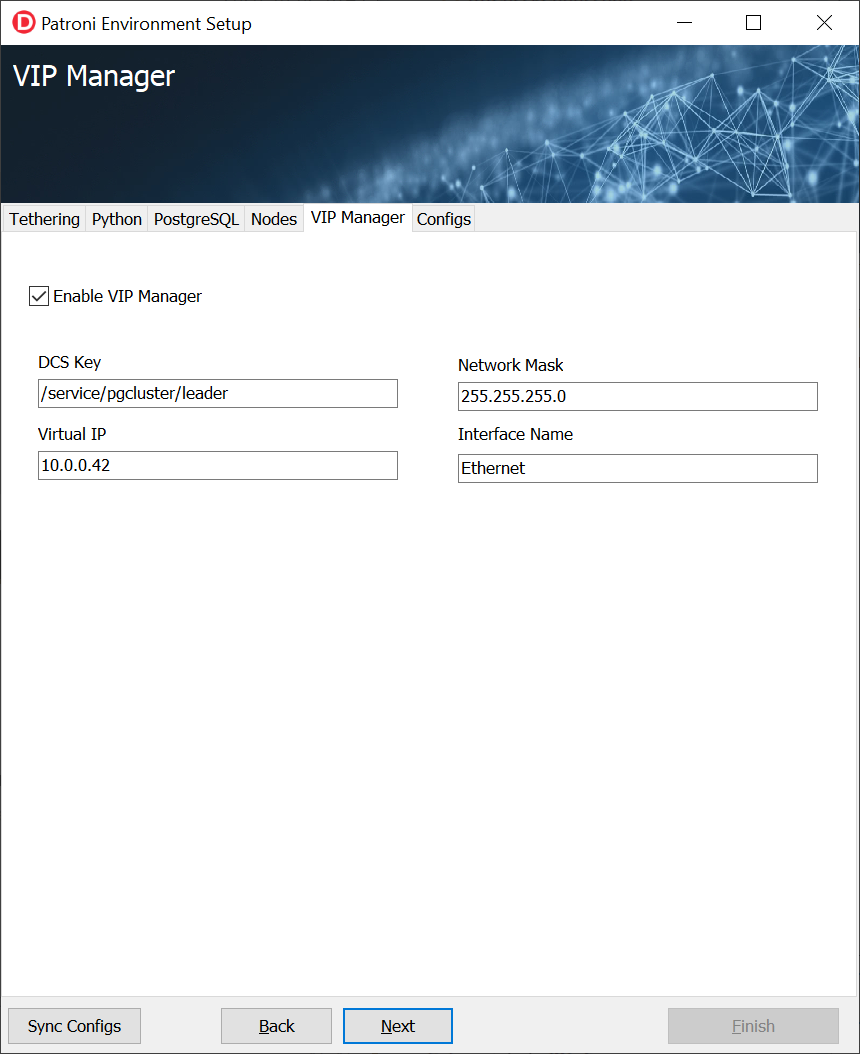 Patroni Environment Setup
VIP Manager
Tethering Python PostgreSQL Nodes VIP Manager Configs
Enable VIP Manager
DCS Key
/service/pgcluster/leader
Network Mask
255.255.255.0
Virtual IP
10.0.0.42
Interface Name
Ethernet
Sync Configs Back Next Finish